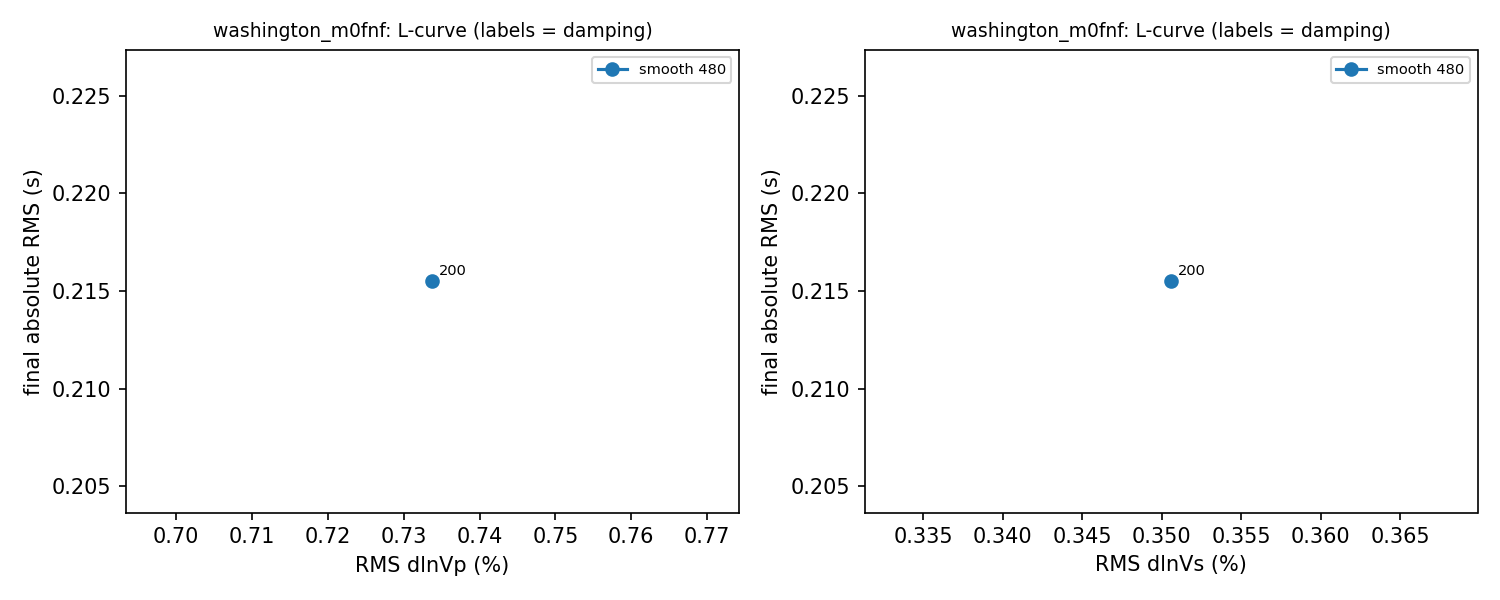 washington_m0fnf: L-curve (labels = damping)
smooth 480
0.225
0.220
0.215
0.210
0.205
final absolute RMS (s)
200
0.70 0.71 0.72 0.73 0.74 0.75 0.76 0.77
RMS dlnVp (%)
washington_m0fnf: L-curve (labels = damping)
smooth 480
0.225
0.220
0.215
0.210
0.205
final absolute RMS (s)
200
0.335 0.340 0.345 0.350 0.355 0.360 0.365
RMS dlnVs (%)